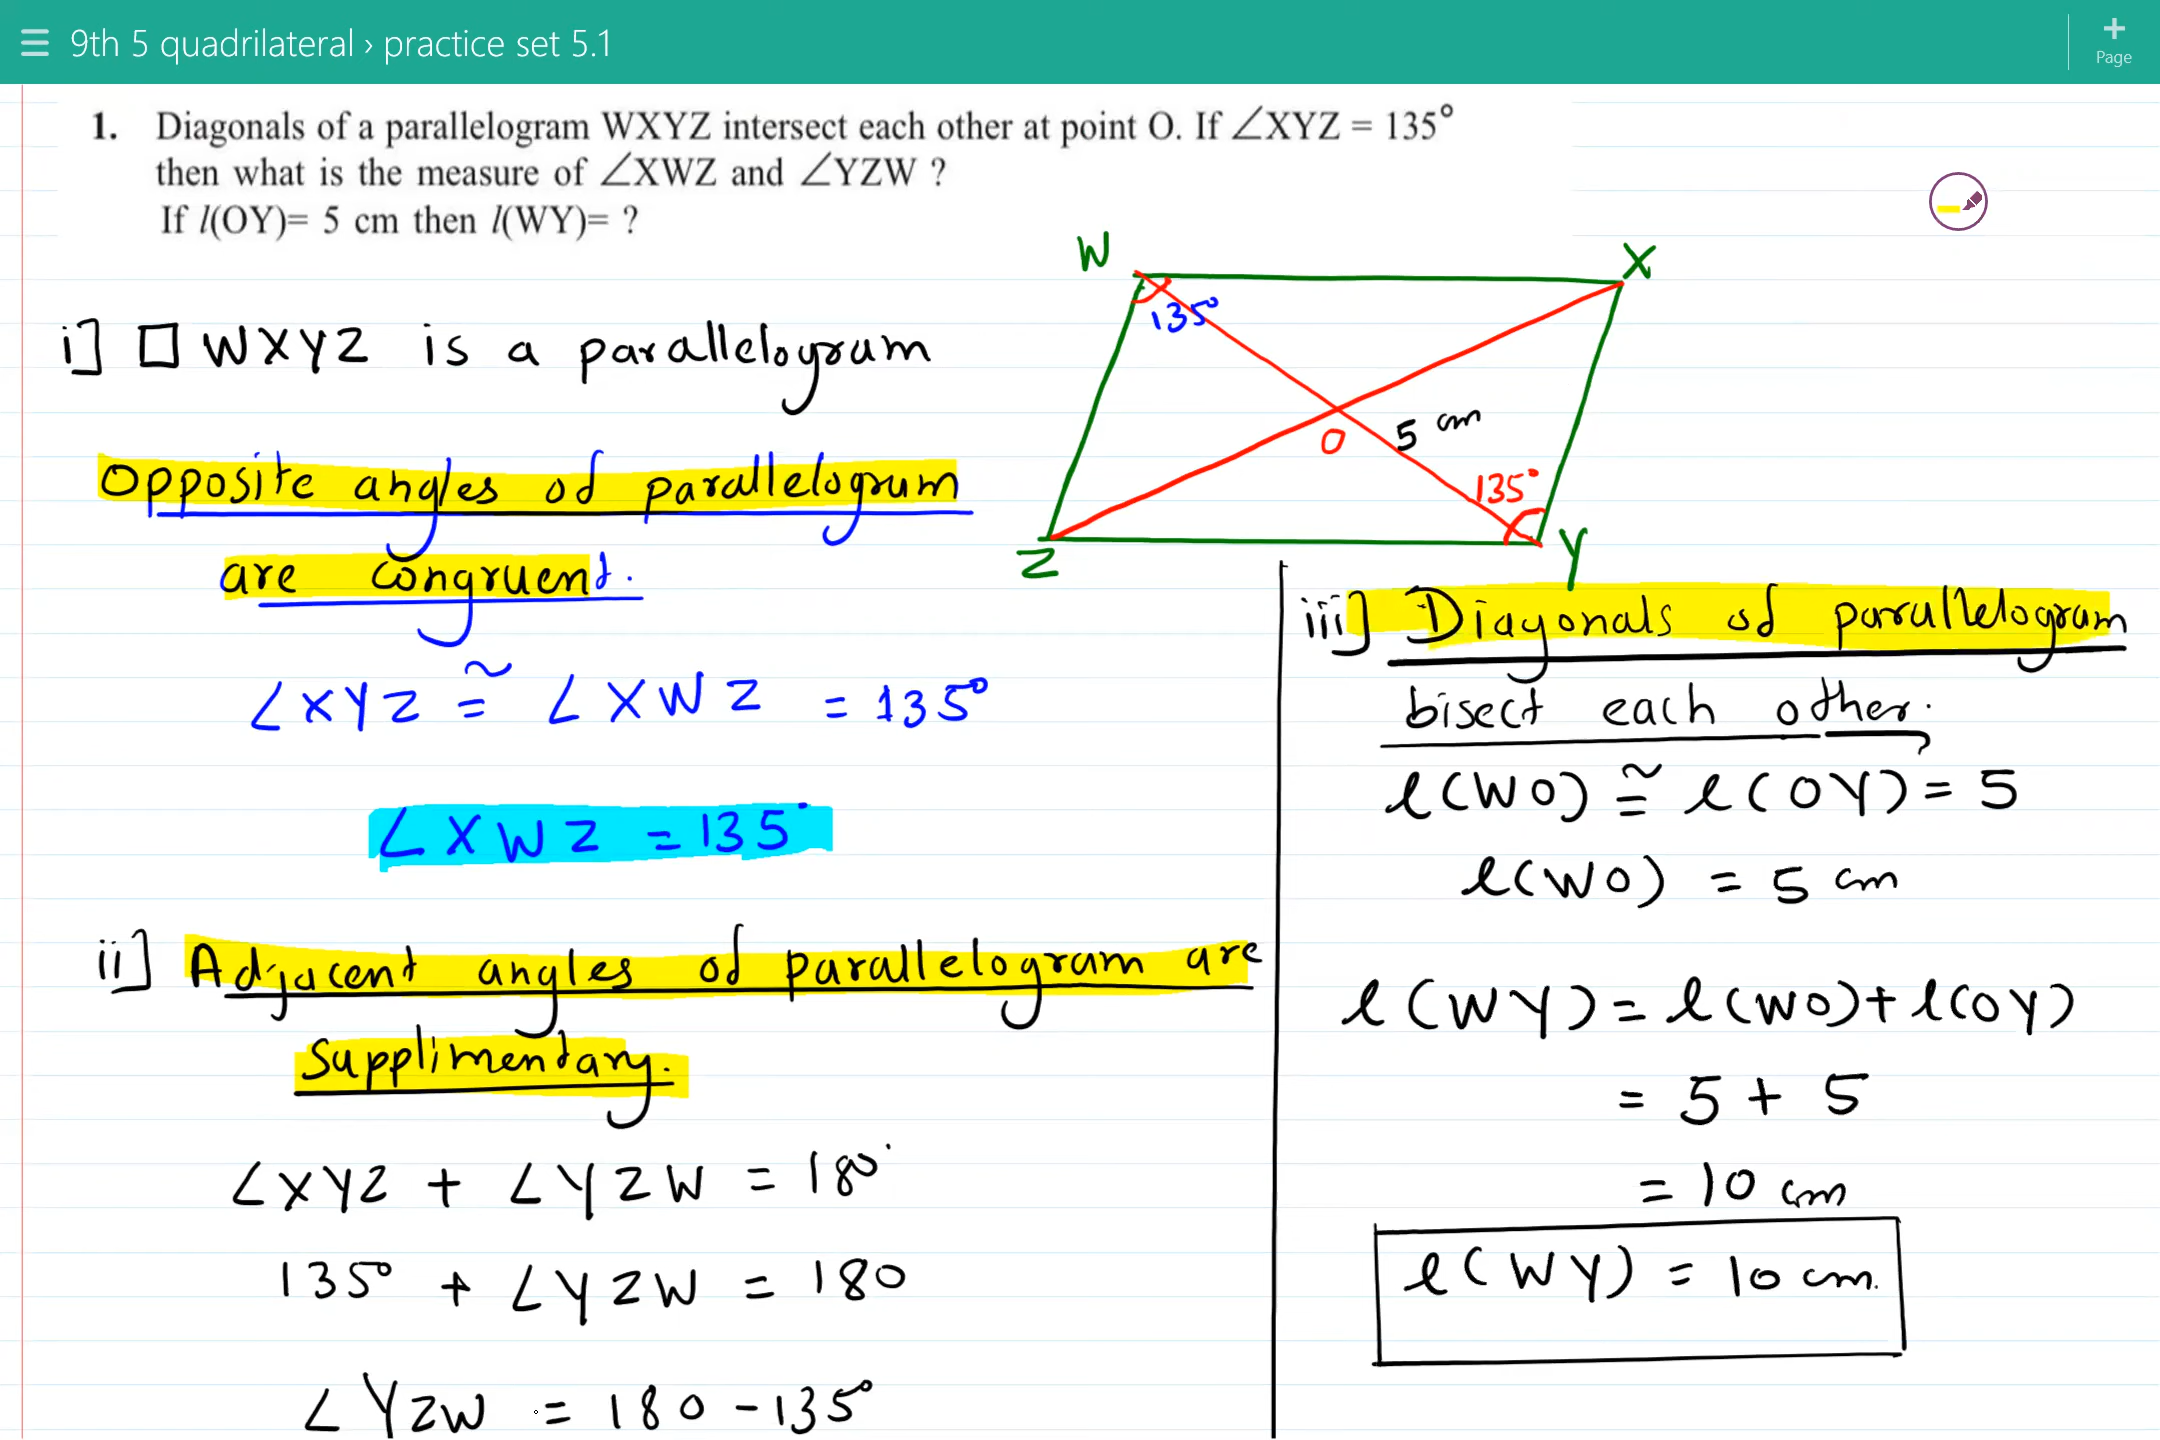 9th 5 quadrilateral › practice set 5.1
+
Page
1. Diagonals of a parallelogram WXYZ intersect each other at point O. If ∠XYZ = 135°
then what is the measure of ∠XWZ and ∠YZW ?
If l(OY)= 5 cm then l(WY)= ?
W
X
135°
5 cm
O
135°
Z
Y
i] □ WXYZ is a parallelogram
Opposite angles of parallelogram
are congruent.
∠XYZ ≅ ∠XWZ = 135°
∠XWZ = 135°
ii] Adjacent angles of parallelogram are
Supplimentary.
∠XYZ + ∠YZW = 180°
135° + ∠YZW = 180
∠YZW = 180 - 135°
iii] Diagonals of parallelogram
bisect each other.
l(WO) ≅ l(OY) = 5
l(WO) = 5 cm
l(WY) = l(WO) + l(OY)
= 5 + 5
= 10 cm
l(WY) = 10 cm.